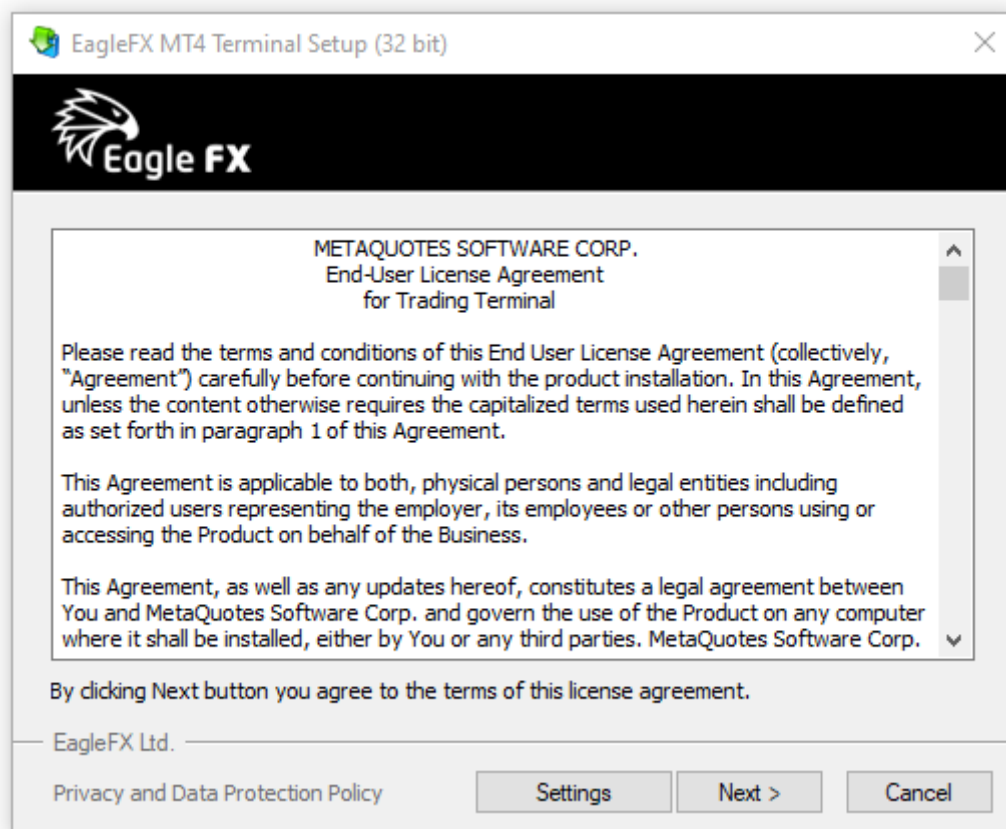 EagleFX MT4 Terminal Setup (32 bit)
Eagle FX
METAQUOTES SOFTWARE CORP.
End-User License Agreement
for Trading Terminal
Please read the terms and conditions of this End User License Agreement (collectively,
“Agreement”) carefully before continuing with the product installation. In this Agreement,
unless the content otherwise requires the capitalized terms used herein shall be defined
as set forth in paragraph 1 of this Agreement.
This Agreement is applicable to both, physical persons and legal entities including
authorized users representing the employer, its employees or other persons using or
accessing the Product on behalf of the Business.
This Agreement, as well as any updates hereof, constitutes a legal agreement between
You and MetaQuotes Software Corp. and govern the use of the Product on any computer
where it shall be installed, either by You or any third parties. MetaQuotes Software Corp.
By clicking Next button you agree to the terms of this license agreement.
EagleFX Ltd.
Privacy and Data Protection Policy
Settings
Next >
Cancel